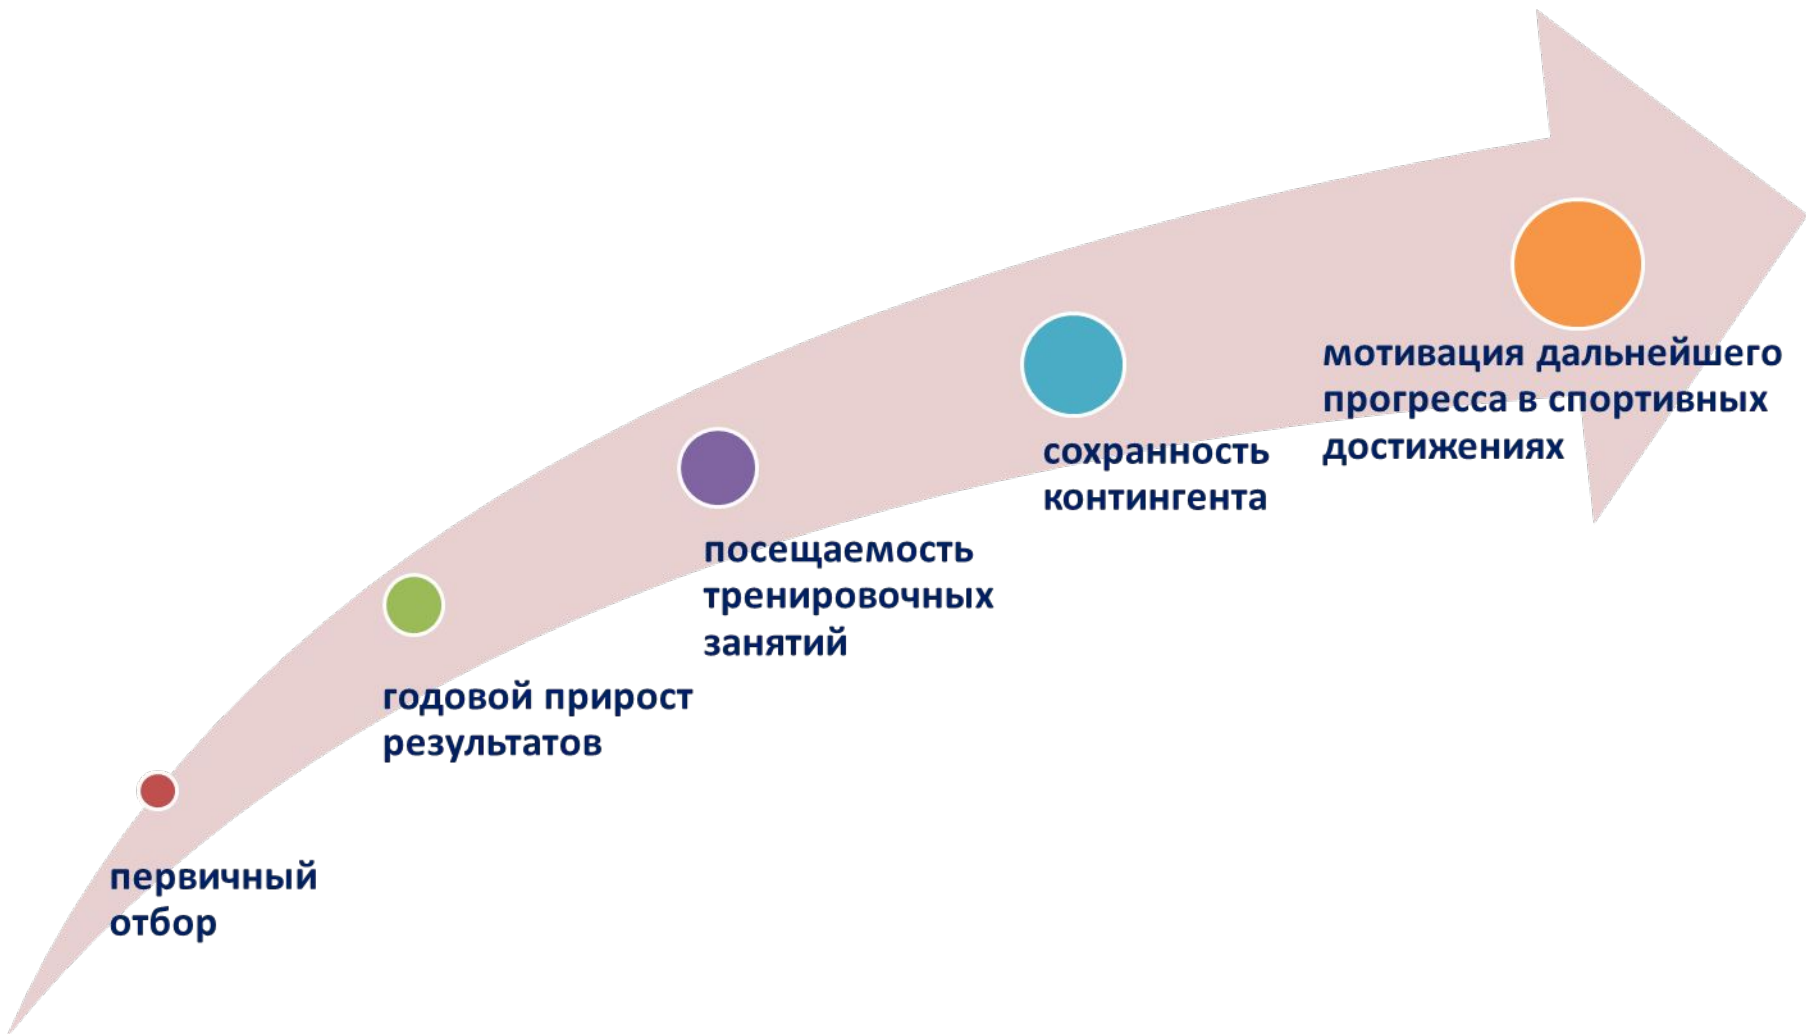 первичный
отбор
годовой прирост
результатов
посещаемость
тренировочных
занятий
сохранность
контингента
мотивация дальнейшего
прогресса в спортивных
достижениях